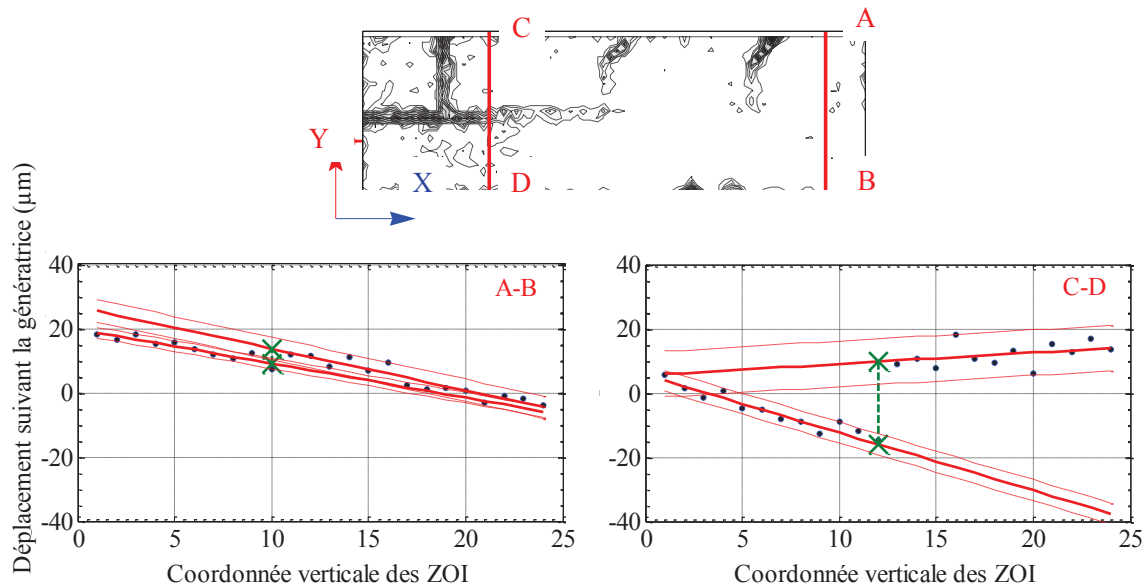 C
A
Y
X
D
B
Déplacement suivant la génératrice (µm)
40
20
0
-20
-40
0
5
10
15
20
25
A-B
Coordonnée verticale des ZOI
40
20
0
-20
-40
0
5
10
15
20
25
C-D
Coordonnée verticale des ZOI